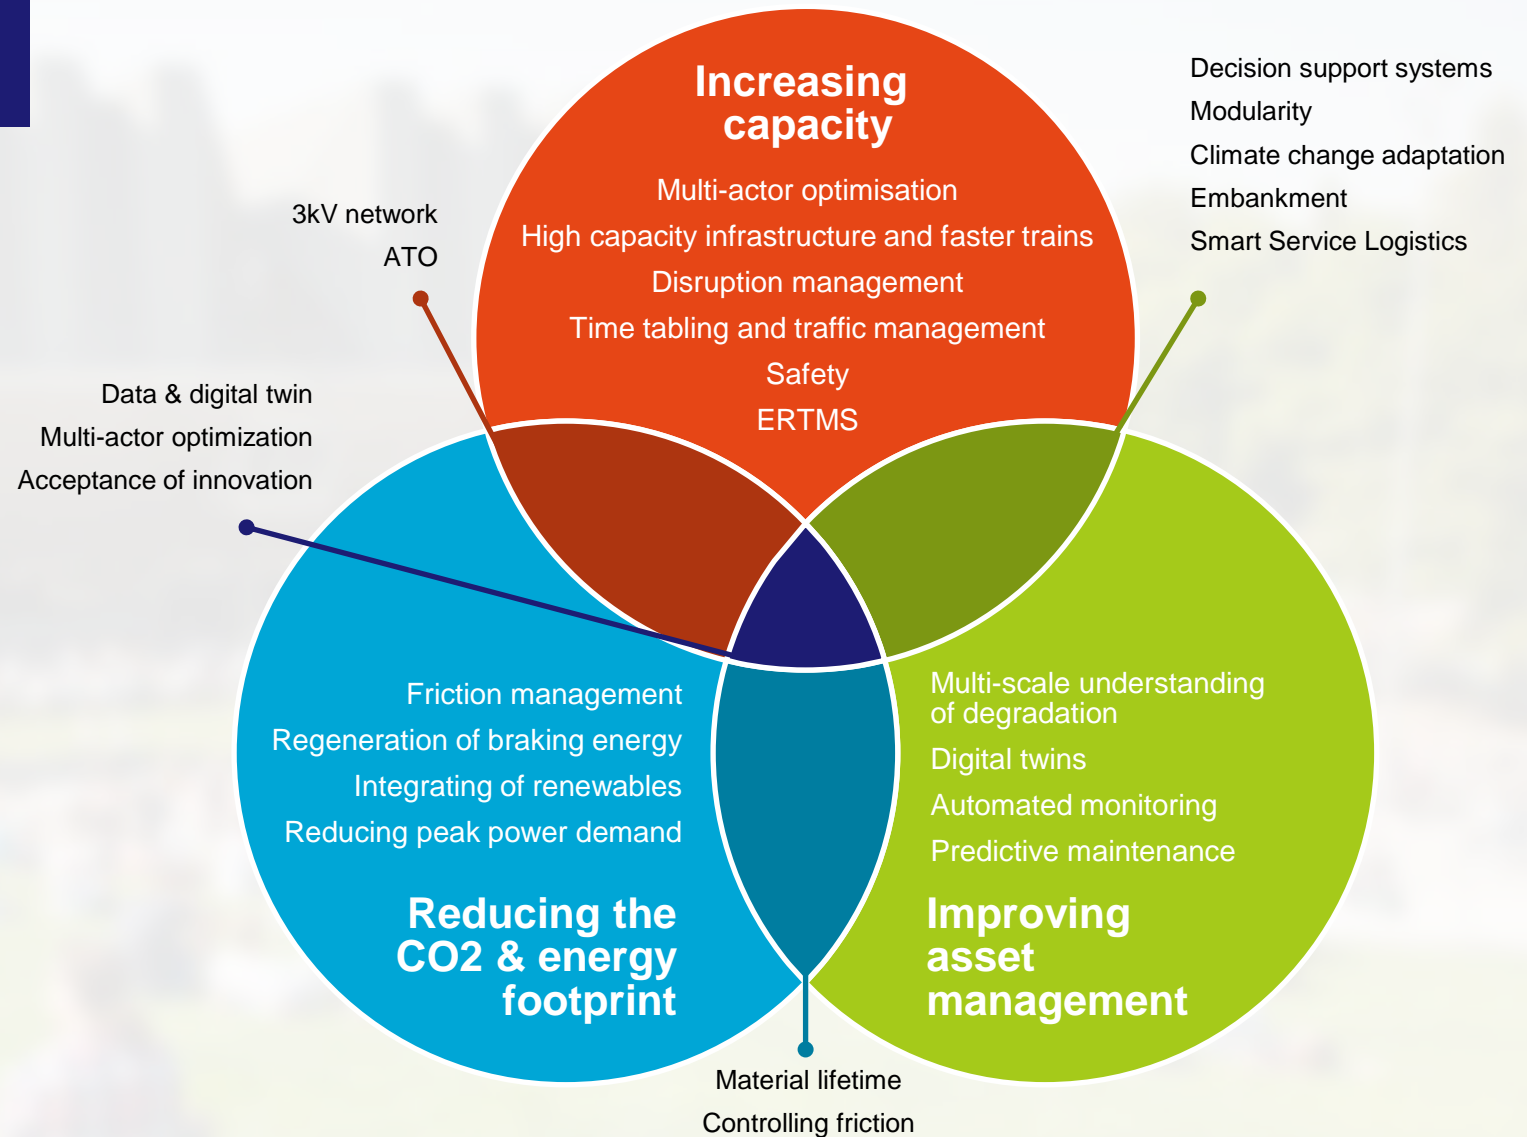 Increasing
capacity
Multi-actor optimisation
High capacity infrastructure and faster trains
Disruption management
Time tabling and traffic management
Safety
ERTMS
Decision support systems
Modularity
Climate change adaptation
Embankment
Smart Service Logistics
3kV network
ATO
Data & digital twin
Multi-actor optimization
Acceptance of innovation
Friction management
Regeneration of braking energy
Integrating of renewables
Reducing peak power demand
Reducing the
CO2 & energy
footprint
Multi-scale understanding
of degradation
Digital twins
Automated monitoring
Predictive maintenance
Improving
asset
management
Material lifetime
Controlling friction